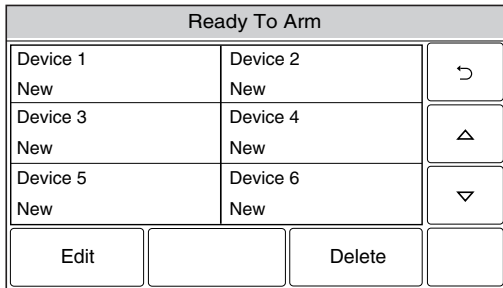 Ready To Arm
Device 1
New
Device 2
New
Device 3
New
Device 4
New
Device 5
New
Device 6
New
Edit
Delete